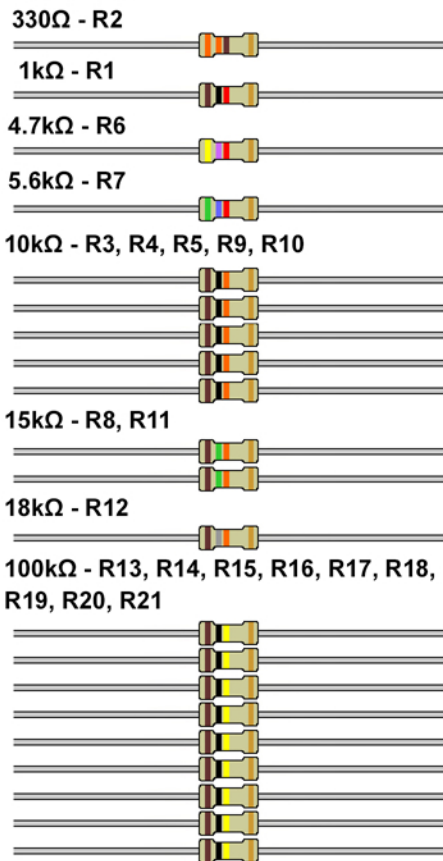 330Ω - R2
1kΩ - R1
4.7kΩ - R6
5.6kΩ - R7
10kΩ - R3, R4, R5, R9, R10
15kΩ - R8, R11
18kΩ - R12
100kΩ - R13, R14, R15, R16, R17, R18,
R19, R20, R21